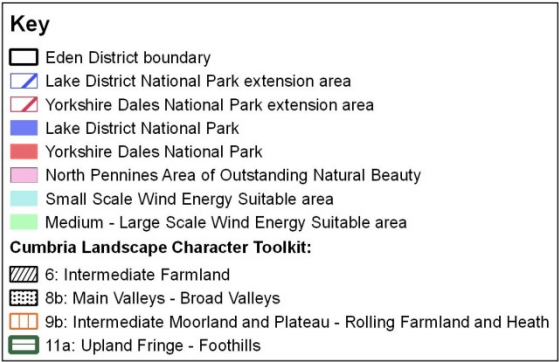 Key
Eden District boundary
Lake District National Park extension area
Yorkshire Dales National Park extension area
Lake District National Park
Yorkshire Dales National Park
North Pennines Area of Outstanding Natural Beauty
Small Scale Wind Energy Suitable area
Medium - Large Scale Wind Energy Suitable area
Cumbria Landscape Character Toolkit:
6: Intermediate Farmland
8b: Main Valleys - Broad Valleys
9b: Intermediate Moorland and Plateau - Rolling Farmland and Heath
11a: Upland Fringe - Foothills